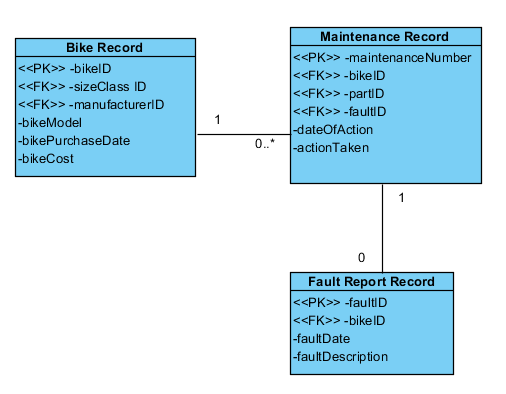 Bike Record
<<PK>> -bikeID
<<FK>> -sizeClass ID
<<FK>> -manufacturerID
-bikeModel
-bikePurchaseDate
-bikeCost
1
0..*
Maintenance Record
<<PK>> -maintenanceNumber
<<FK>> -bikeID
<<FK>> -partID
<<FK>> -faultID
-dateOfAction
-actionTaken
1
0
Fault Report Record
<<PK>> -faultID
<<FK>> -bikeID
-faultDate
-faultDescription